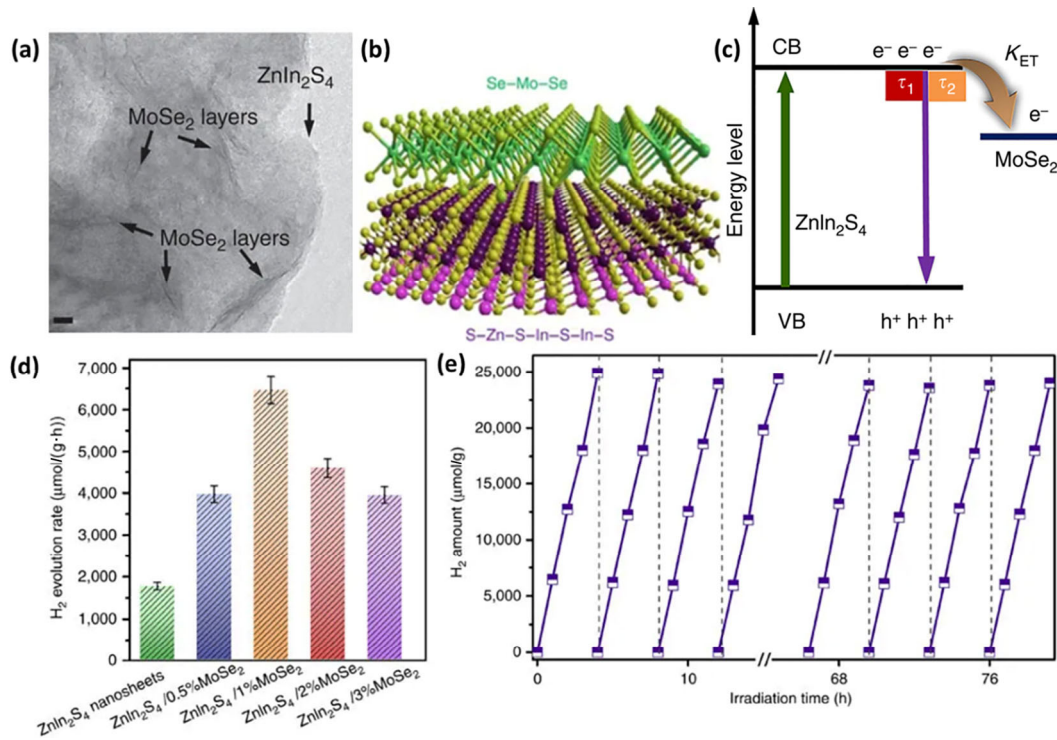 (a)
ZnIn₂S₄
MoSe₂ layers
MoSe₂ layers
(b)
Se–Mo–Se
S–Zn–S–In–S–In–S
(c)
Energy level
CB
e⁻ e⁻ e⁻
K_ET
τ₁
τ₂
e⁻
MoSe₂
ZnIn₂S₄
VB
h⁺ h⁺ h⁺
(d)
H₂ evolution rate (μmol/(g·h))
7,000
6,000
5,000
4,000
3,000
2,000
1,000
0
ZnIn₂S₄ nanosheets
ZnIn₂S₄ /0.5%MoSe₂
ZnIn₂S₄ /1%MoSe₂
ZnIn₂S₄ /2%MoSe₂
ZnIn₂S₄ /3%MoSe₂
(e)
H₂ amount (μmol/g)
25,000
20,000
15,000
10,000
5,000
0
//
//
0
10
68
76
Irradiation time (h)